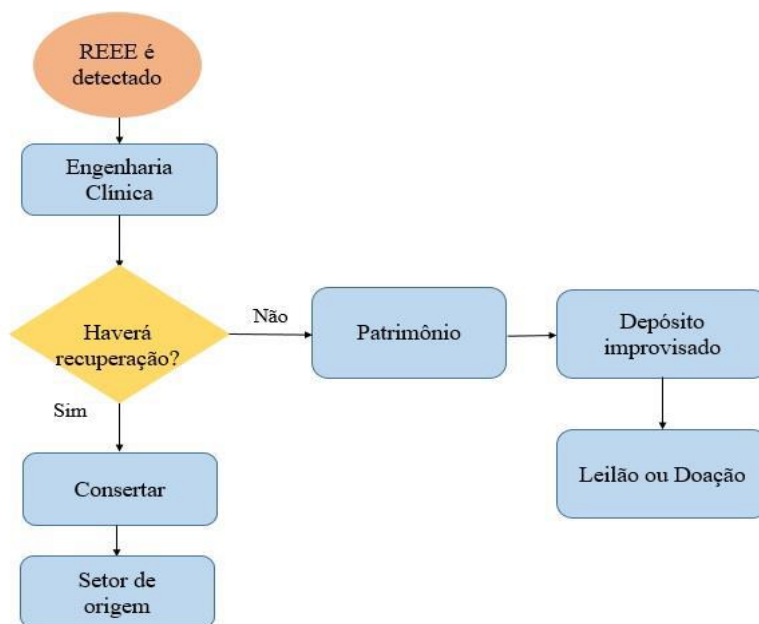 REEE é
detectado
Engenharia
Clínica
Haverá
recuperação?
Não
Patrimônio
Depósito
improvisado
Sim
Leilão ou Doação
Consertar
Setor de
origem